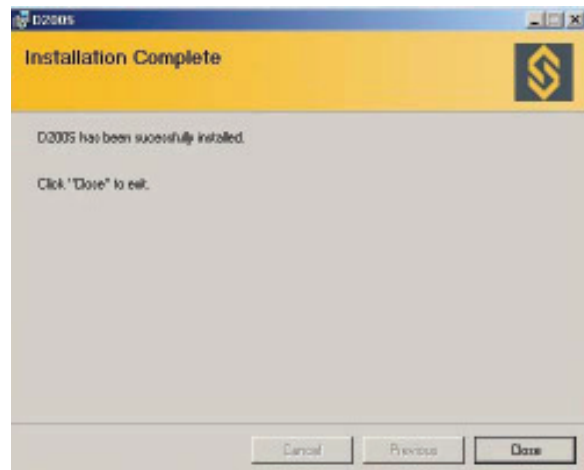 D200S
Installation Complete
D200S has been sucessfully installed.
Click "Close" to exit.
Cancel
Previous
Close